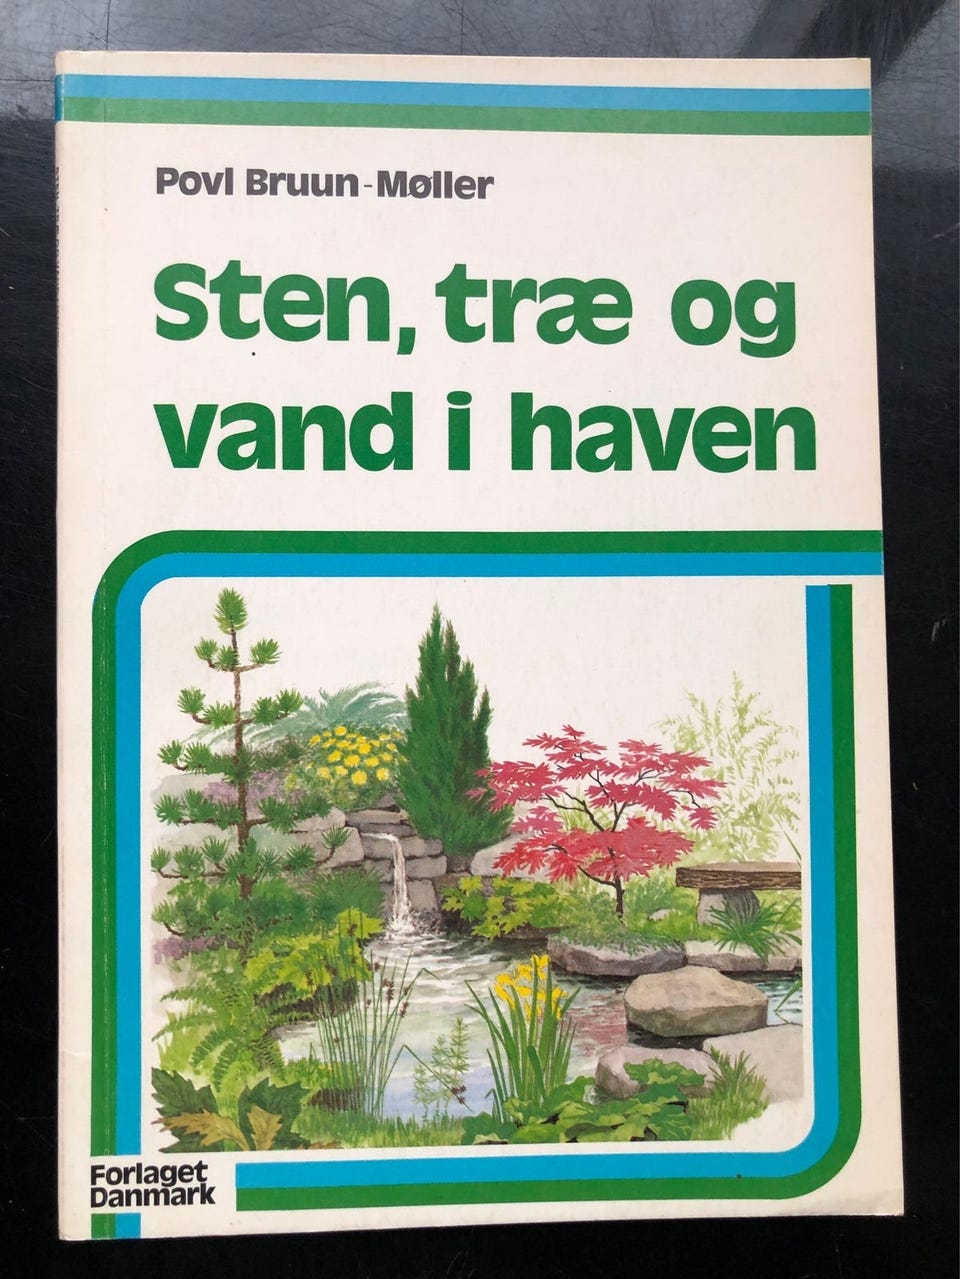 Povl Bruun-Møller
Sten, træ og
vand i haven
Forlaget
Danmark